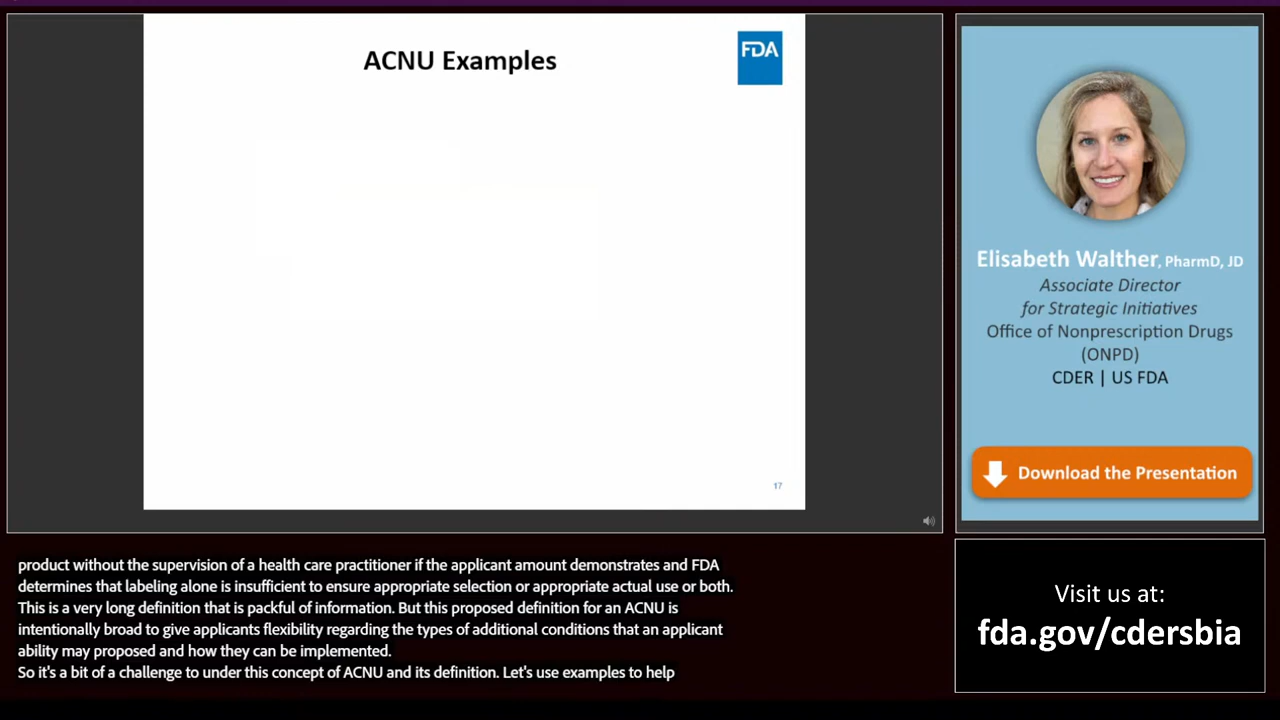 ACNU Examples
FDA
17
product without the supervision of a health care practitioner if the applicant amount demonstrates and FDA
determines that labeling alone is insufficient to ensure appropriate selection or appropriate actual use or both.
This is a very long definition that is packful of information. But this proposed definition for an ACNU is
intentionally broad to give applicants flexibility regarding the types of additional conditions that an applicant
ability may proposed and how they can be implemented.
So it's a bit of a challenge to under this concept of ACNU and its definition. Let's use examples to help
Elisabeth Walther, PharmD, JD
Associate Director
for Strategic Initiatives
Office of Nonprescription Drugs
(ONPD)
CDER | US FDA
Download the Presentation
Visit us at:
fda.gov/cdersbia